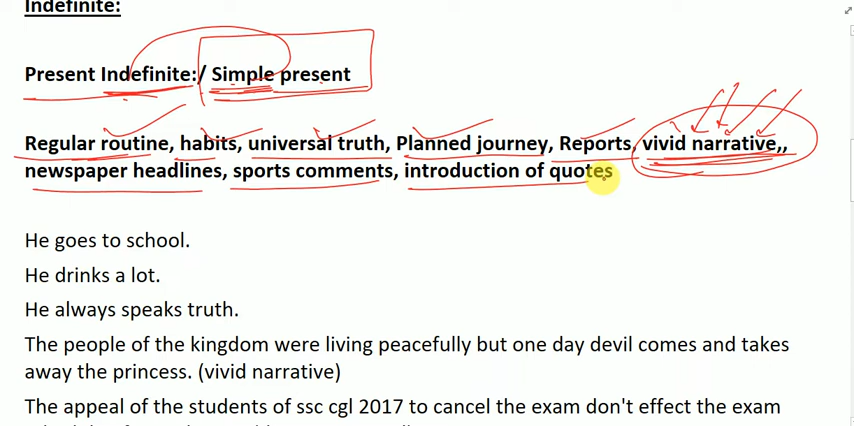 Indefinite:
Present Indefinite:/ Simple present
Regular routine, habits, universal truth, Planned journey, Reports, vivid narrative,,
newspaper headlines, sports comments, introduction of quotes
He goes to school.
He drinks a lot.
He always speaks truth.
The people of the kingdom were living peacefully but one day devil comes and takes
away the princess. (vivid narrative)
The appeal of the students of ssc cgl 2017 to cancel the exam don't effect the exam